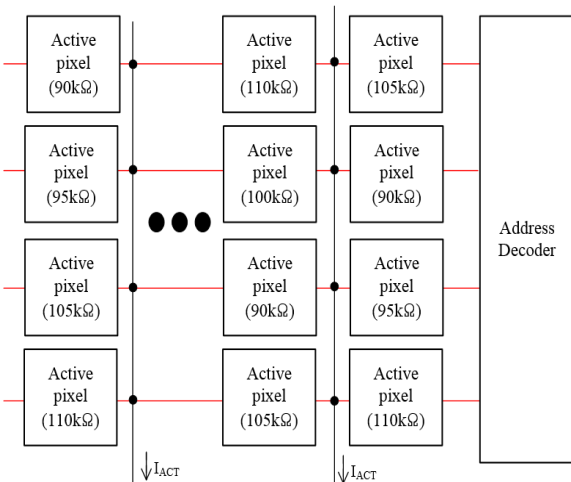 Active
pixel
(90kΩ)
Active
pixel
(110kΩ)
Active
pixel
(105kΩ)
Active
pixel
(95kΩ)
Active
pixel
(100kΩ)
Active
pixel
(90kΩ)
Address
Decoder
Active
pixel
(105kΩ)
Active
pixel
(90kΩ)
Active
pixel
(95kΩ)
Active
pixel
(110kΩ)
Active
pixel
(105kΩ)
Active
pixel
(110kΩ)
IACT
IACT